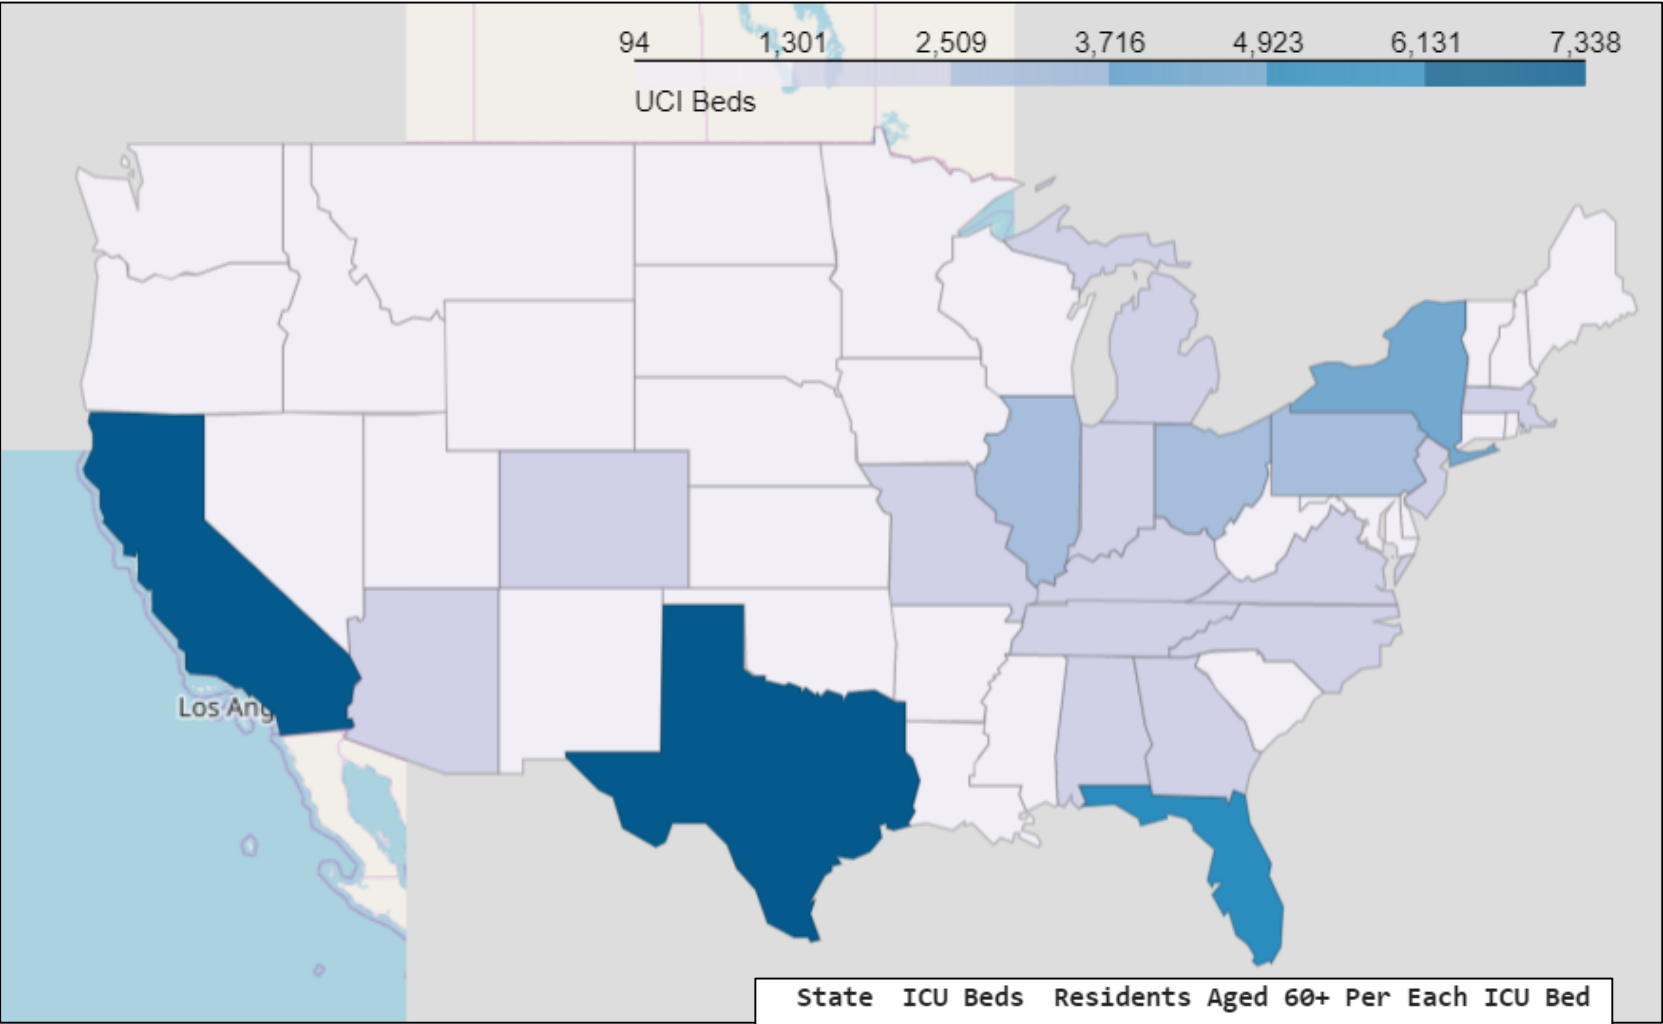 94 1,301 2,509 3,716 4,923 6,131 7,338
UCI Beds
Los Ang
State ICU Beds Residents Aged 60+ Per Each ICU Bed